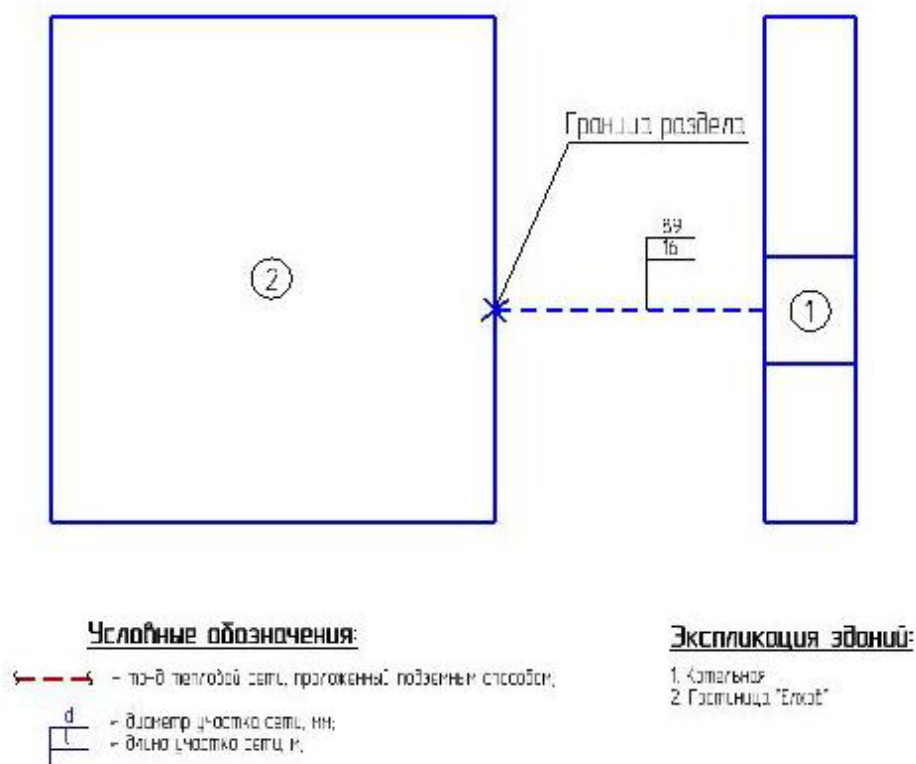 Граница раздела
89
16
2
1
Условные обозначения:
- тр-д тепловой сети, проложенный подземным способом;
d
- диаметр участка сети, мм;
l
- длина участка сети, м;
Экспликация зданий:
1. Котельная
2. Гостиница